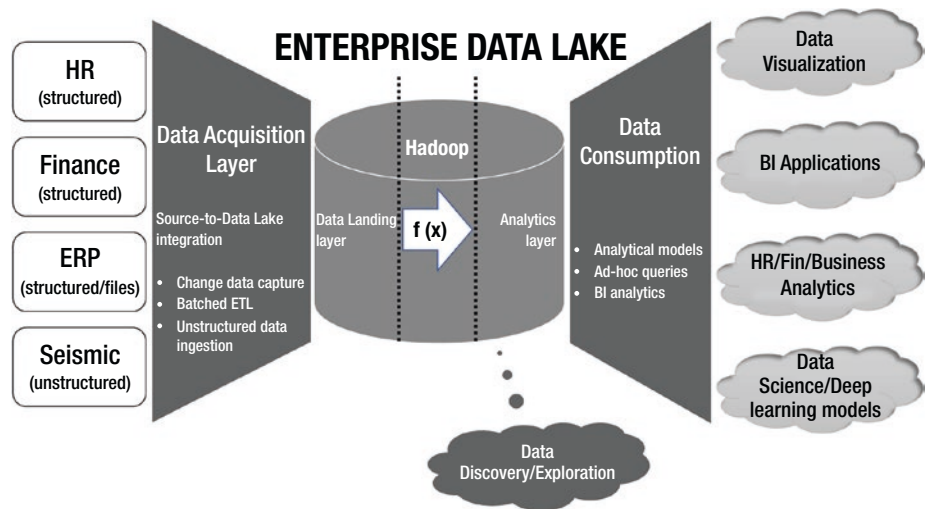 ENTERPRISE DATA LAKE
HR
(structured)
Finance
(structured)
ERP
(structured/files)
Seismic
(unstructured)
Data Acquisition
Layer
Source-to-Data Lake
integration
• Change data capture
• Batched ETL
• Unstructured data
ingestion
Hadoop
Data Landing
layer
f (x)
Analytics
layer
Data
Discovery/Exploration
Data
Consumption
• Analytical models
• Ad-hoc queries
• BI analytics
Data
Visualization
BI Applications
HR/Fin/Business
Analytics
Data
Science/Deep
learning models